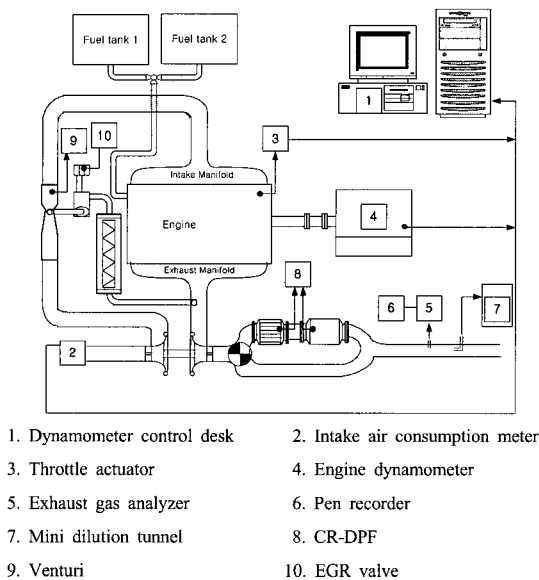 Fuel tank 1
Fuel tank 2
1
9
10
3
Intake Manifold
Engine
4
Exhaust Manifold
8
6
5
7
2
1. Dynamometer control desk
2. Intake air consumption meter
3. Throttle actuator
4. Engine dynamometer
5. Exhaust gas analyzer
6. Pen recorder
7. Mini dilution tunnel
8. CR-DPF
9. Venturi
10. EGR valve